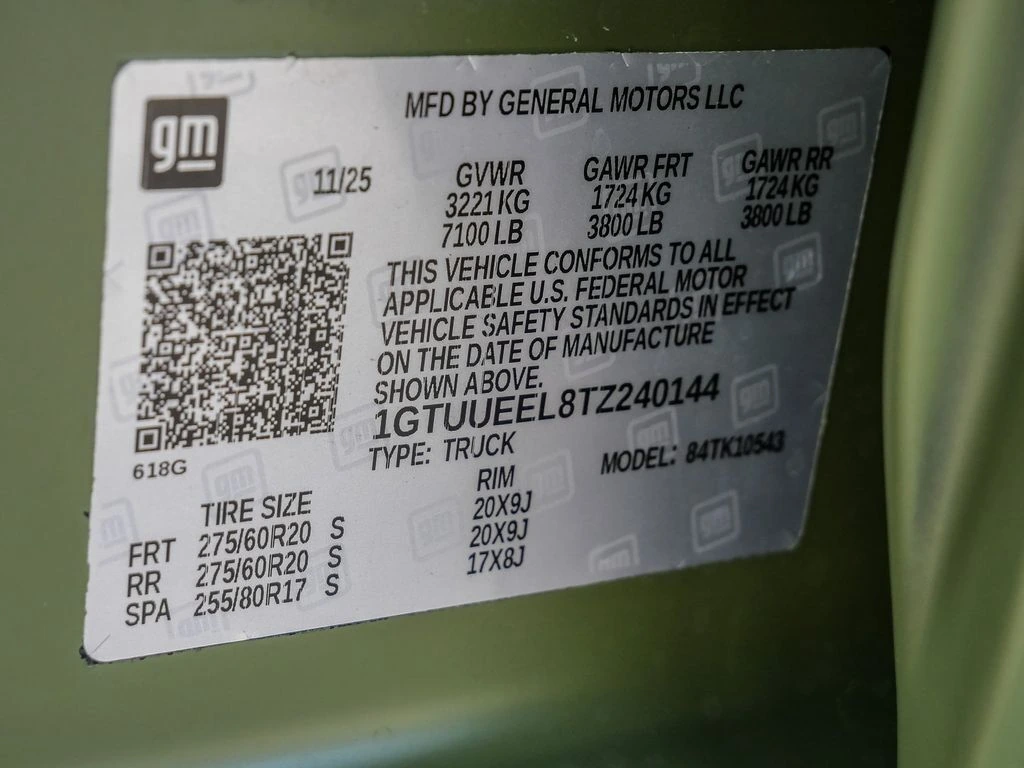 gm
MFD BY GENERAL MOTORS LLC
11/25
GVWR GAWR FRT GAWR RR
3221 KG 1724 KG 1724 KG
7100 LB 3800 LB 3800 LB
THIS VEHICLE CONFORMS TO ALL
APPLICABLE U.S. FEDERAL MOTOR
VEHICLE SAFETY STANDARDS IN EFFECT
ON THE DATE OF MANUFACTURE
SHOWN ABOVE.
1GTUUEEL8TZ240144
618G
TYPE: TRUCK MODEL: 84TK10543
TIRE SIZE RIM
FRT 275/60R20 S 20X9J
RR 275/60R20 S 20X9J
SPA 255/80R17 S 17X8J